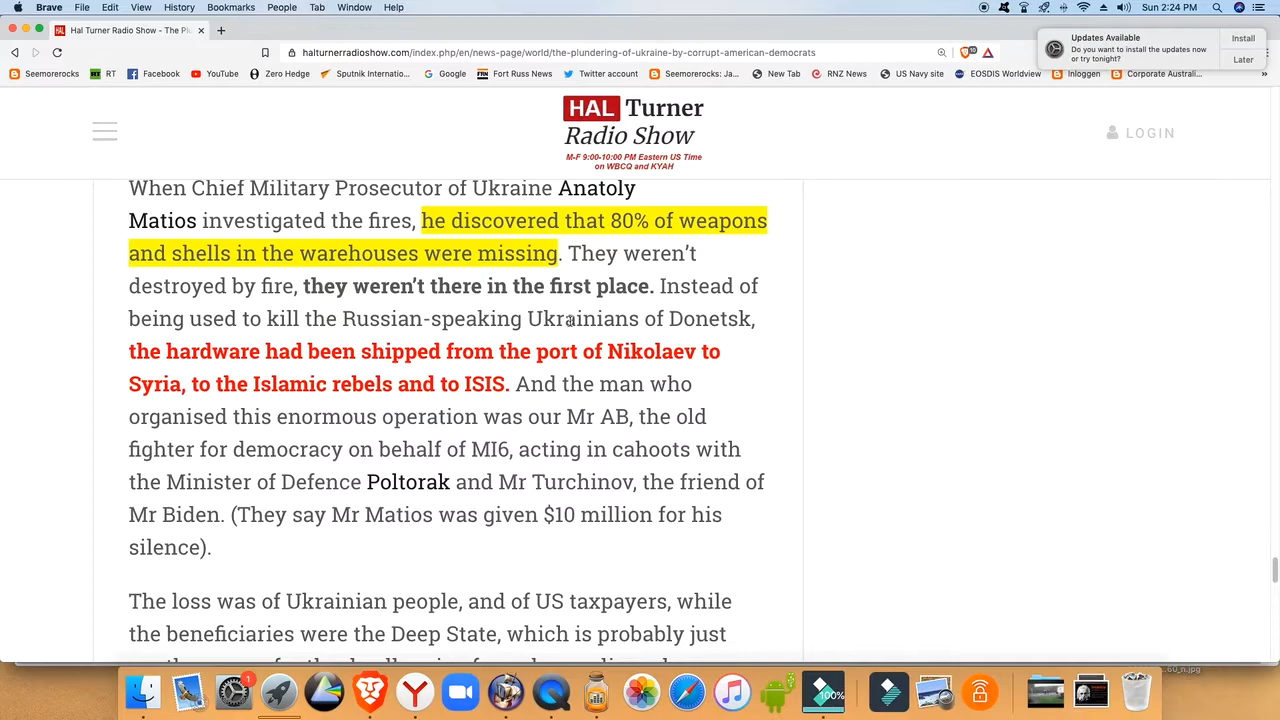 Brave File Edit View History Bookmarks People Tab Window Help
Sun 2:24 PM
Hal Turner Radio Show - The Pl
halturnerradioshow.com/index.php/en/news-page/world/the-plundering-of-ukraine-by-corrupt-american-democrats
10
Updates Available
Do you want to install the updates now
or try tonight?
Install
Later
Seemorerocks RT Facebook YouTube Zero Hedge Sputnik Internation... Google Fort Russ News Twitter account Seemorerocks: Ja... New Tab RNZ News US Navy site EOSDIS Worldview Inloggen Corporate Australi...
HAL Turner
Radio Show
M-F 9:00-10:00 PM Eastern US Time
on WBCQ and KYAH
LOGIN
When Chief Military Prosecutor of Ukraine Anatoly
Matios investigated the fires, he discovered that 80% of weapons
and shells in the warehouses were missing. They weren't
destroyed by fire, they weren't there in the first place. Instead of
being used to kill the Russian-speaking Ukrainians of Donetsk,
the hardware had been shipped from the port of Nikolaev to
Syria, to the Islamic rebels and to ISIS. And the man who
organised this enormous operation was our Mr AB, the old
fighter for democracy on behalf of MI6, acting in cahoots with
the Minister of Defence Poltorak and Mr Turchinov, the friend of
Mr Biden. (They say Mr Matios was given $10 million for his
silence).
The loss was of Ukrainian people, and of US taxpayers, while
the beneficiaries were the Deep State, which is probably just
60_n.jpg
1
100%